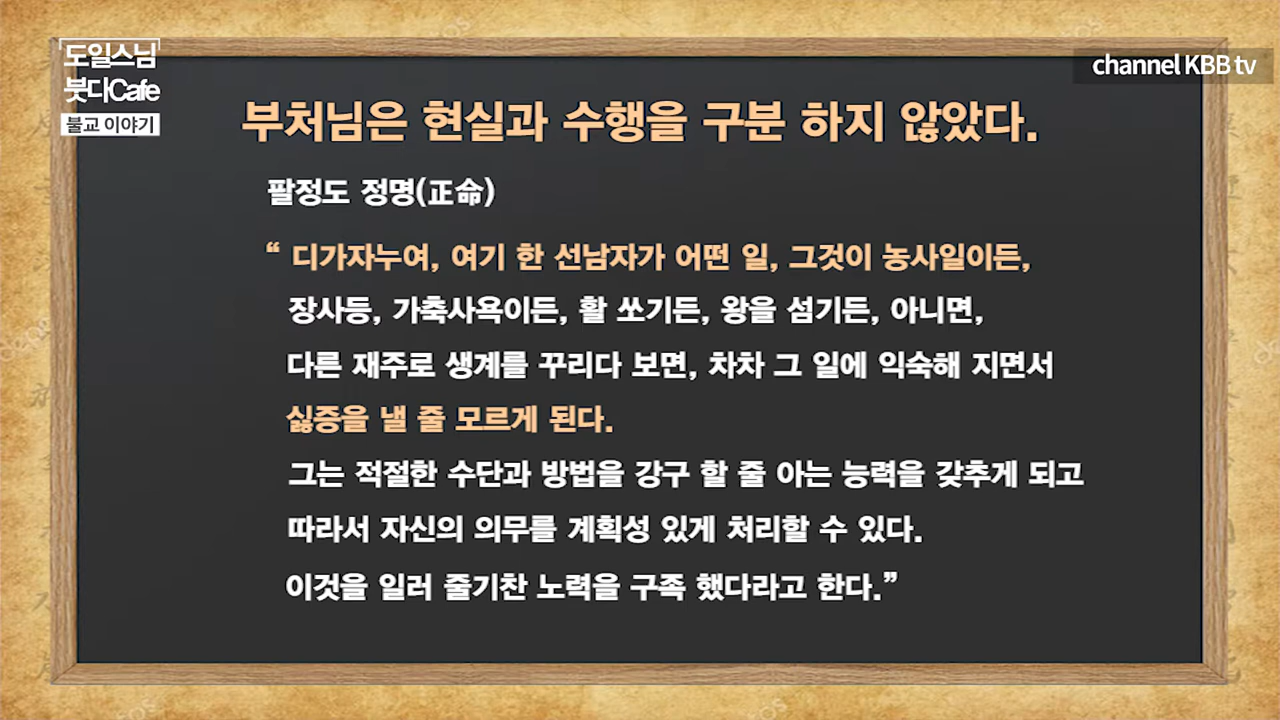 도일스님
붓다Cafe
불교 이야기
channel KBB tv
부처님은 현실과 수행을 구분 하지 않았다.
팔정도 정명(正命)
“ 디가자누여, 여기 한 선남자가 어떤 일, 그것이 농사일이든,
장사등, 가축사욕이든, 활 쏘기든, 왕을 섬기든, 아니면,
다른 재주로 생계를 꾸리다 보면, 차차 그 일에 익숙해 지면서
싫증을 낼 줄 모르게 된다.
그는 적절한 수단과 방법을 강구 할 줄 아는 능력을 갖추게 되고
따라서 자신의 의무를 계획성 있게 처리할 수 있다.
이것을 일러 줄기찬 노력을 구족 했다라고 한다.”